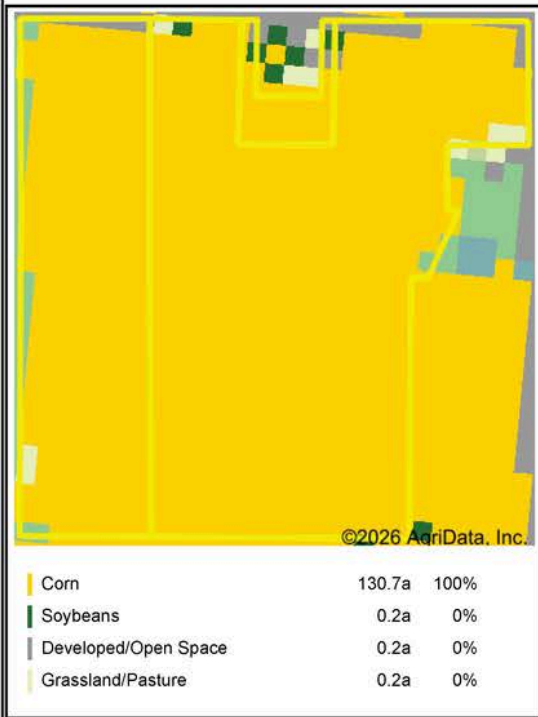 ©2026 AgriData, Inc.
Corn 130.7a 100%
Soybeans 0.2a 0%
Developed/Open Space 0.2a 0%
Grassland/Pasture 0.2a 0%